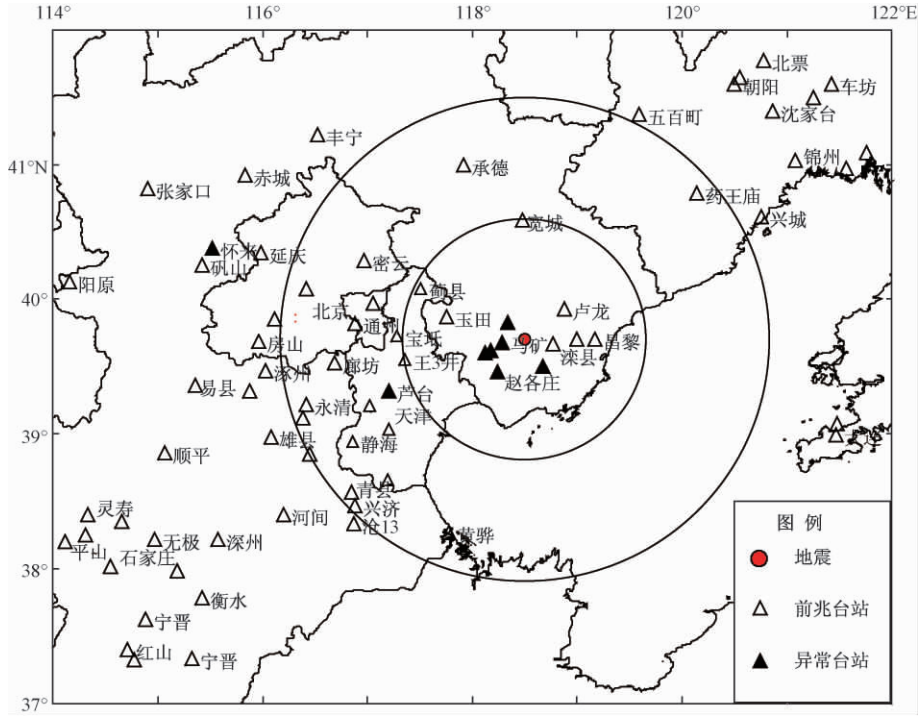 114°
116°
118°
120°
122°E
北票
朝阳
车坊
五百町
沈家台
丰宁
41°N
承德
锦州
赤城
张家口
药王庙
兴城
宽城
怀来
延庆
矾山
密云
阳原
蓟县
40°
卢龙
北京
玉田
通州
宝坻
马矿
昌黎
房山
滦县
王3井
廊坊
涿州
赵各庄
易县
芦台
永清
天津
39°
雄县
静海
顺平
青县
灵寿
兴济
河间
沧13
无极
深州
黄骅
平山
石家庄
38°
衡水
宁晋
红山
宁晋
37°
图 例
地震
前兆台站
异常台站